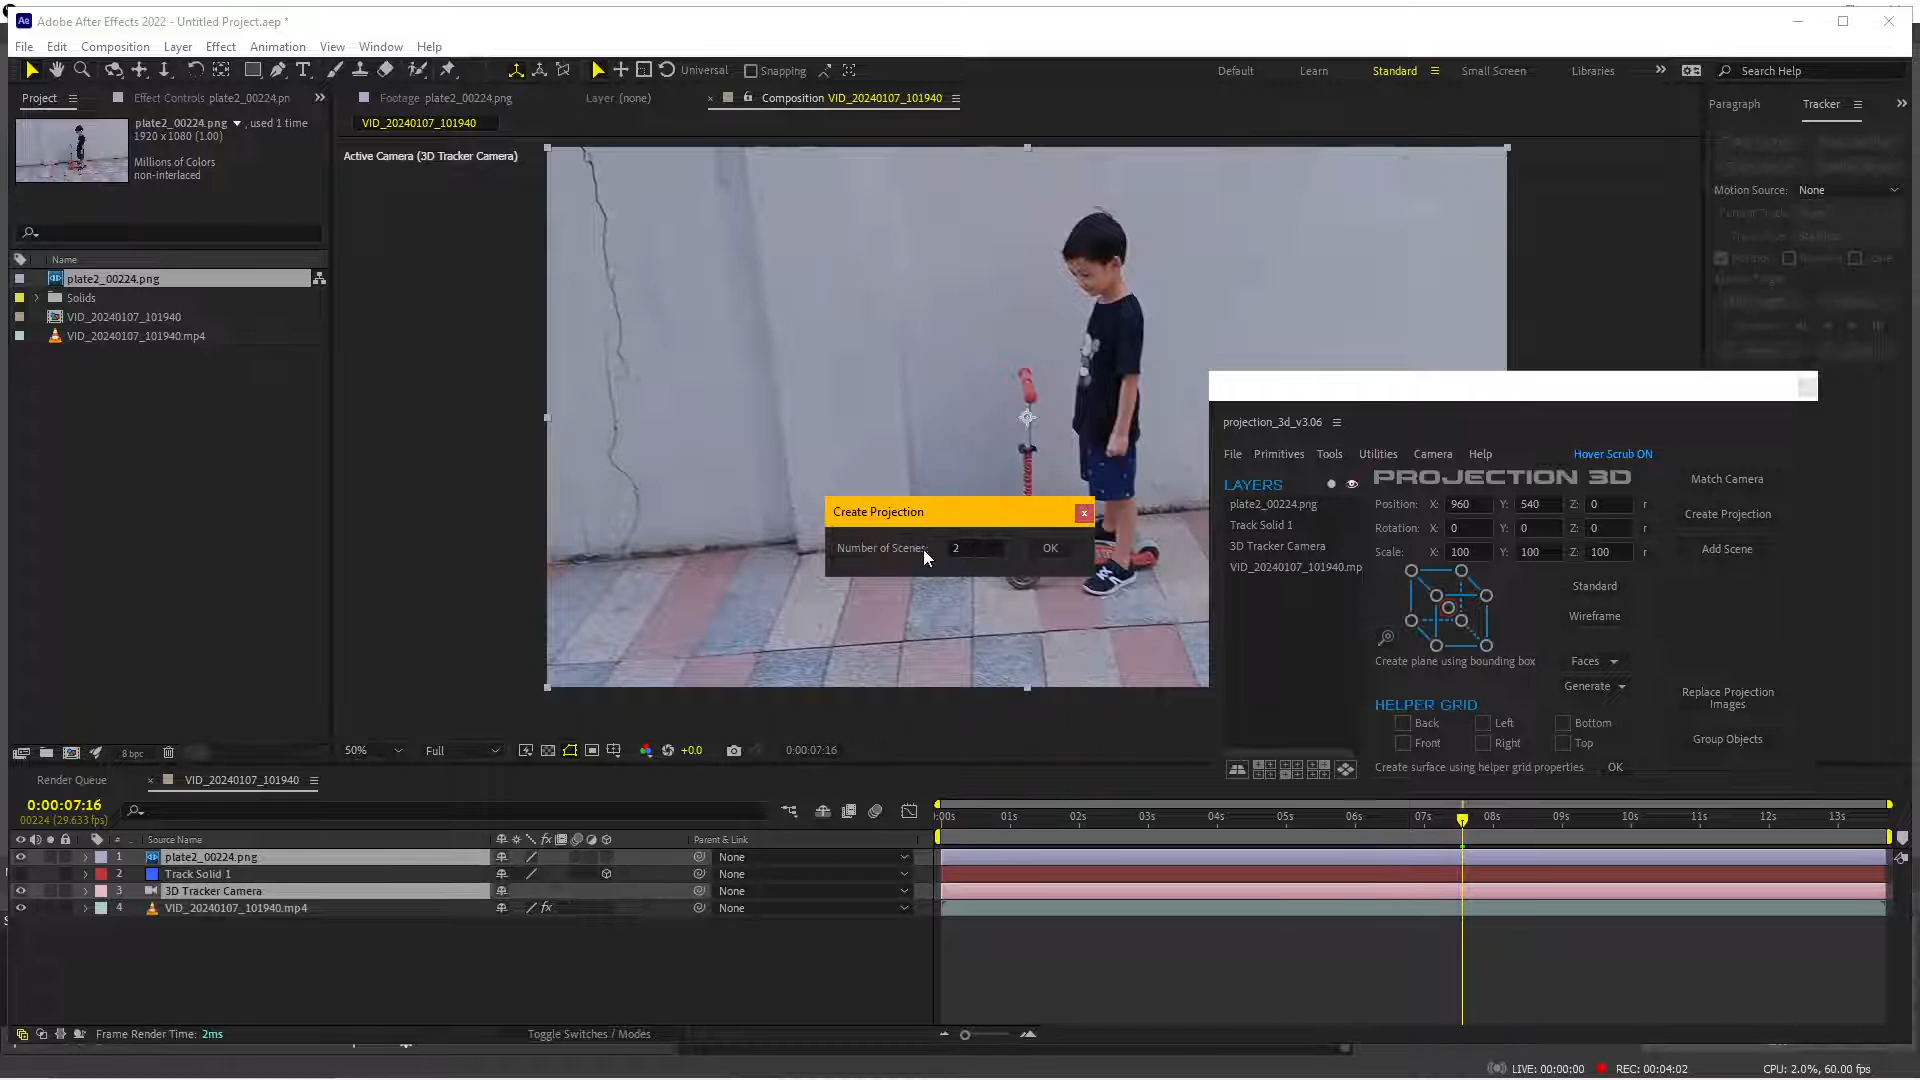 Adobe After Effects 2022 - Untitled Project.aep *
File Edit Composition Layer Effect Animation View Window Help
Universal Snapping
Default Learn Standard Small Screen Libraries Search Help
Project Effect Controls plate2_00224.pn
Footage plate2_00224.png Layer (none) Composition VID_20240107_101940
Paragraph Tracker
plate2_00224.png , used 1 time
1920 x 1080 (1.00)
Millions of Colors
non-interlaced
VID_20240107_101940
Active Camera (3D Tracker Camera)
Motion Source: None
Name
plate2_00224.png
Solids
VID_20240107_101940
VID_20240107_101940.mp4
Create Projection
Number of Scenes: 2 OK
projection_3d_v3.06
File Primitives Tools Utilities Camera Help Hover Scrub ON
LAYERS
plate2_00224.png
Track Solid 1
3D Tracker Camera
VID_20240107_101940.mp
PROJECTION 3D
Position: X: 960 Y: 540 Z: 0 r
Rotation: X: 0 Y: 0 Z: 0 r
Scale: X: 100 Y: 100 Z: 100 r
Match Camera
Create Projection
Add Scene
Standard
Wireframe
Create plane using bounding box
Faces
Generate
Replace Projection
Images
Group Objects
HELPER GRID
Back Left Bottom
Front Right Top
Create surface using helper grid properties OK
8 bpc
50% Full +0.0 0:00:07:16
Render Queue VID_20240107_101940
0:00:07:16
00224 (29.633 fps)
:00s 01s 02s 03s 04s 05s 06s 07s 08s 09s 10s 11s 12s 13s
# Source Name fx Parent & Link
1 plate2_00224.png None
2 Track Solid 1 None
3 3D Tracker Camera None
4 VID_20240107_101940.mp4 fx None
Frame Render Time: 2ms
Toggle Switches / Modes
LIVE: 00:00:00 REC: 00:04:02 CPU: 2.0%, 60.00 fps